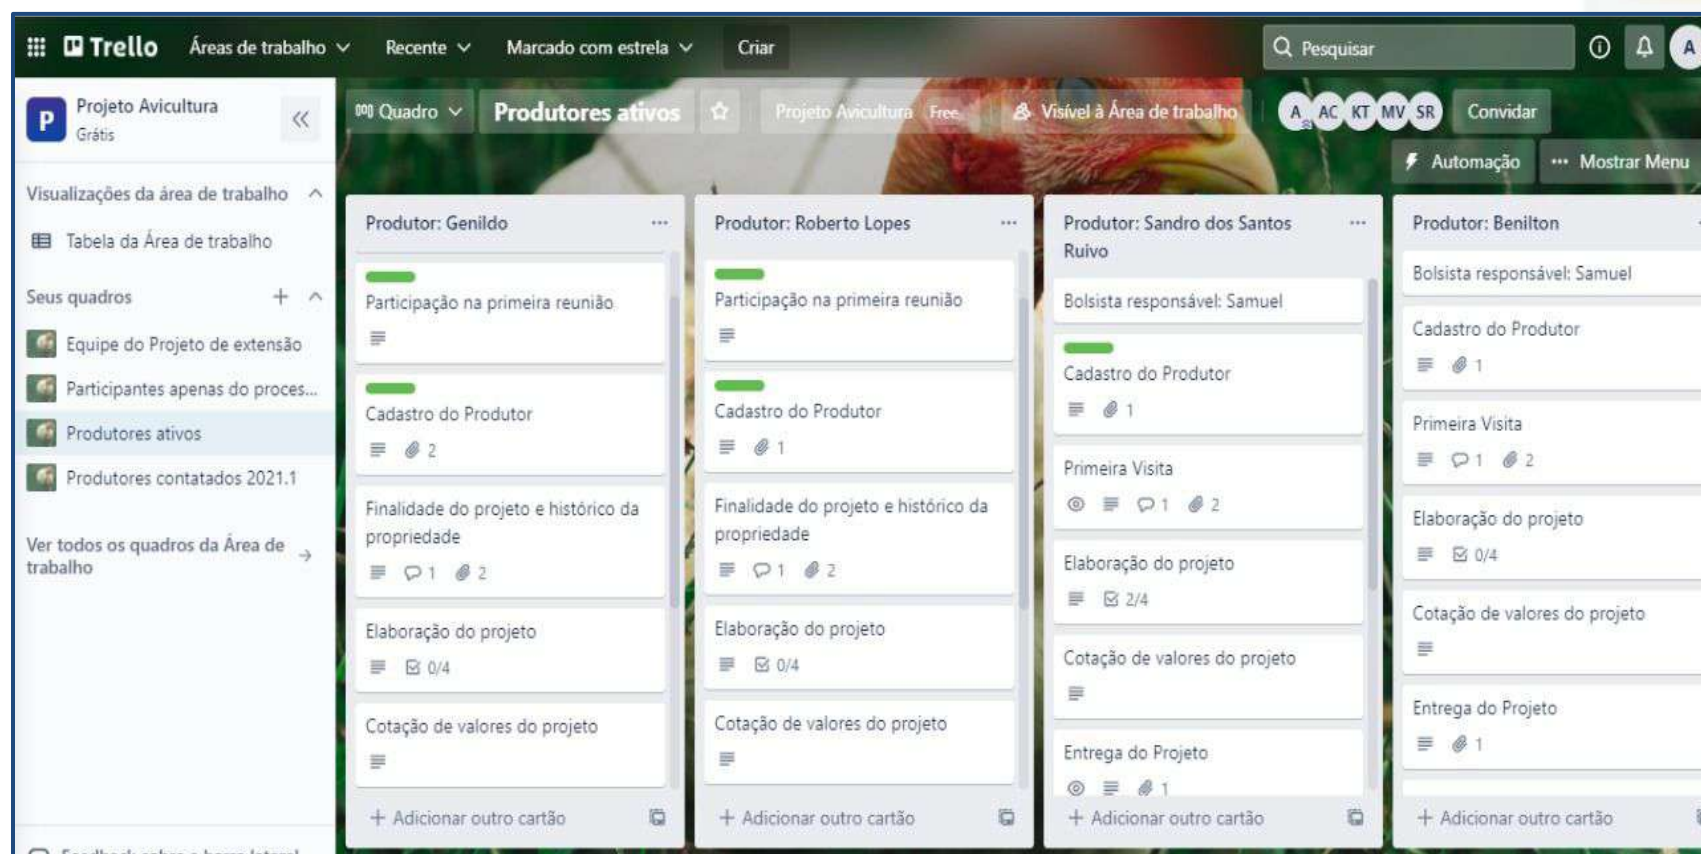 Trello Áreas de trabalho Recente Marcado com estrela Criar Pesquisar A
P Projeto Avicultura
Grátis
Quadro Produtores ativos Projeto Avicultura Free Visível à Área de trabalho A AC KT MV SR Convidar
Automação ... Mostrar Menu
Visualizações da área de trabalho
Tabela da Área de trabalho
Seus quadros
Equipe do Projeto de extensão
Participantes apenas do proces...
Produtores ativos
Produtores contatados 2021.1
Ver todos os quadros da Área de
trabalho
Produtor: Genildo ...
Participação na primeira reunião
Cadastro do Produtor
2
Finalidade do projeto e histórico da
propriedade
1 2
Elaboração do projeto
0/4
Cotação de valores do projeto
+ Adicionar outro cartão
Produtor: Roberto Lopes ...
Participação na primeira reunião
Cadastro do Produtor
1
Finalidade do projeto e histórico da
propriedade
1 2
Elaboração do projeto
0/4
Cotação de valores do projeto
+ Adicionar outro cartão
Produtor: Sandro dos Santos ...
Ruivo
Bolsista responsável: Samuel
Cadastro do Produtor
1
Primeira Visita
1 2
Elaboração do projeto
2/4
Cotação de valores do projeto
Entrega do Projeto
1
+ Adicionar outro cartão
Produtor: Benilton
Bolsista responsável: Samuel
Cadastro do Produtor
1
Primeira Visita
1 2
Elaboração do projeto
0/4
Cotação de valores do projeto
Entrega do Projeto
1
+ Adicionar outro cartão